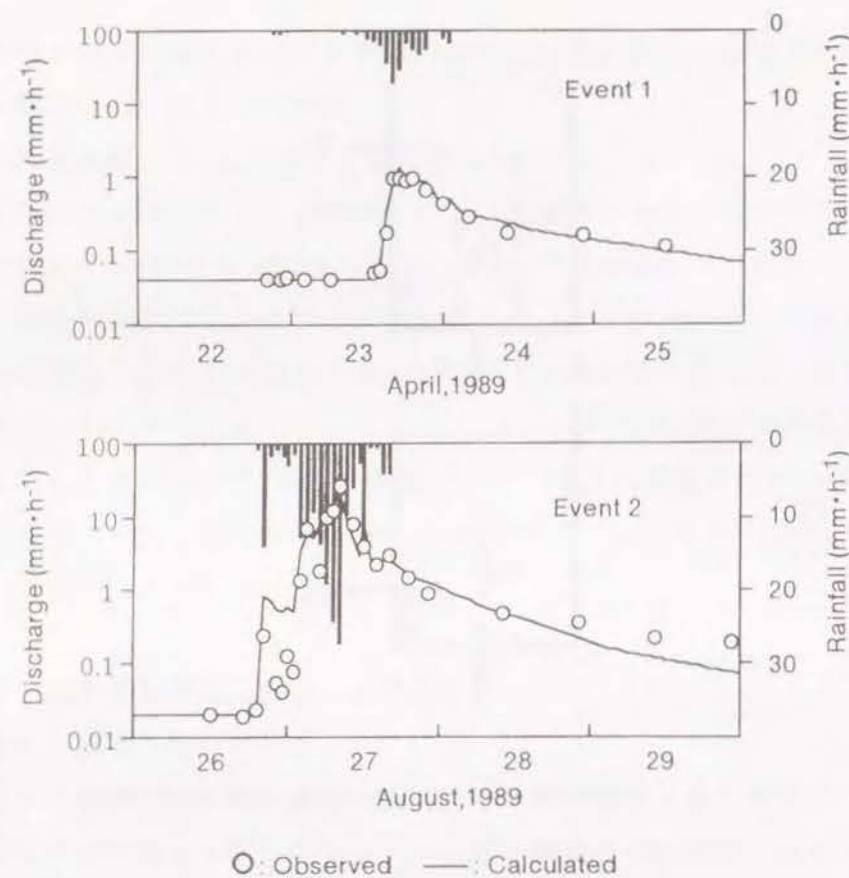 Discharge (mm·h⁻¹)
100
10
1
0.1
0.01
Event 1
0
10
20
30
Rainfall (mm·h⁻¹)
22 23 24 25
April,1989
Discharge (mm·h⁻¹)
100
10
1
0.1
0.01
Event 2
0
10
20
30
Rainfall (mm·h⁻¹)
26 27 28 29
August,1989
O : Observed — : Calculated